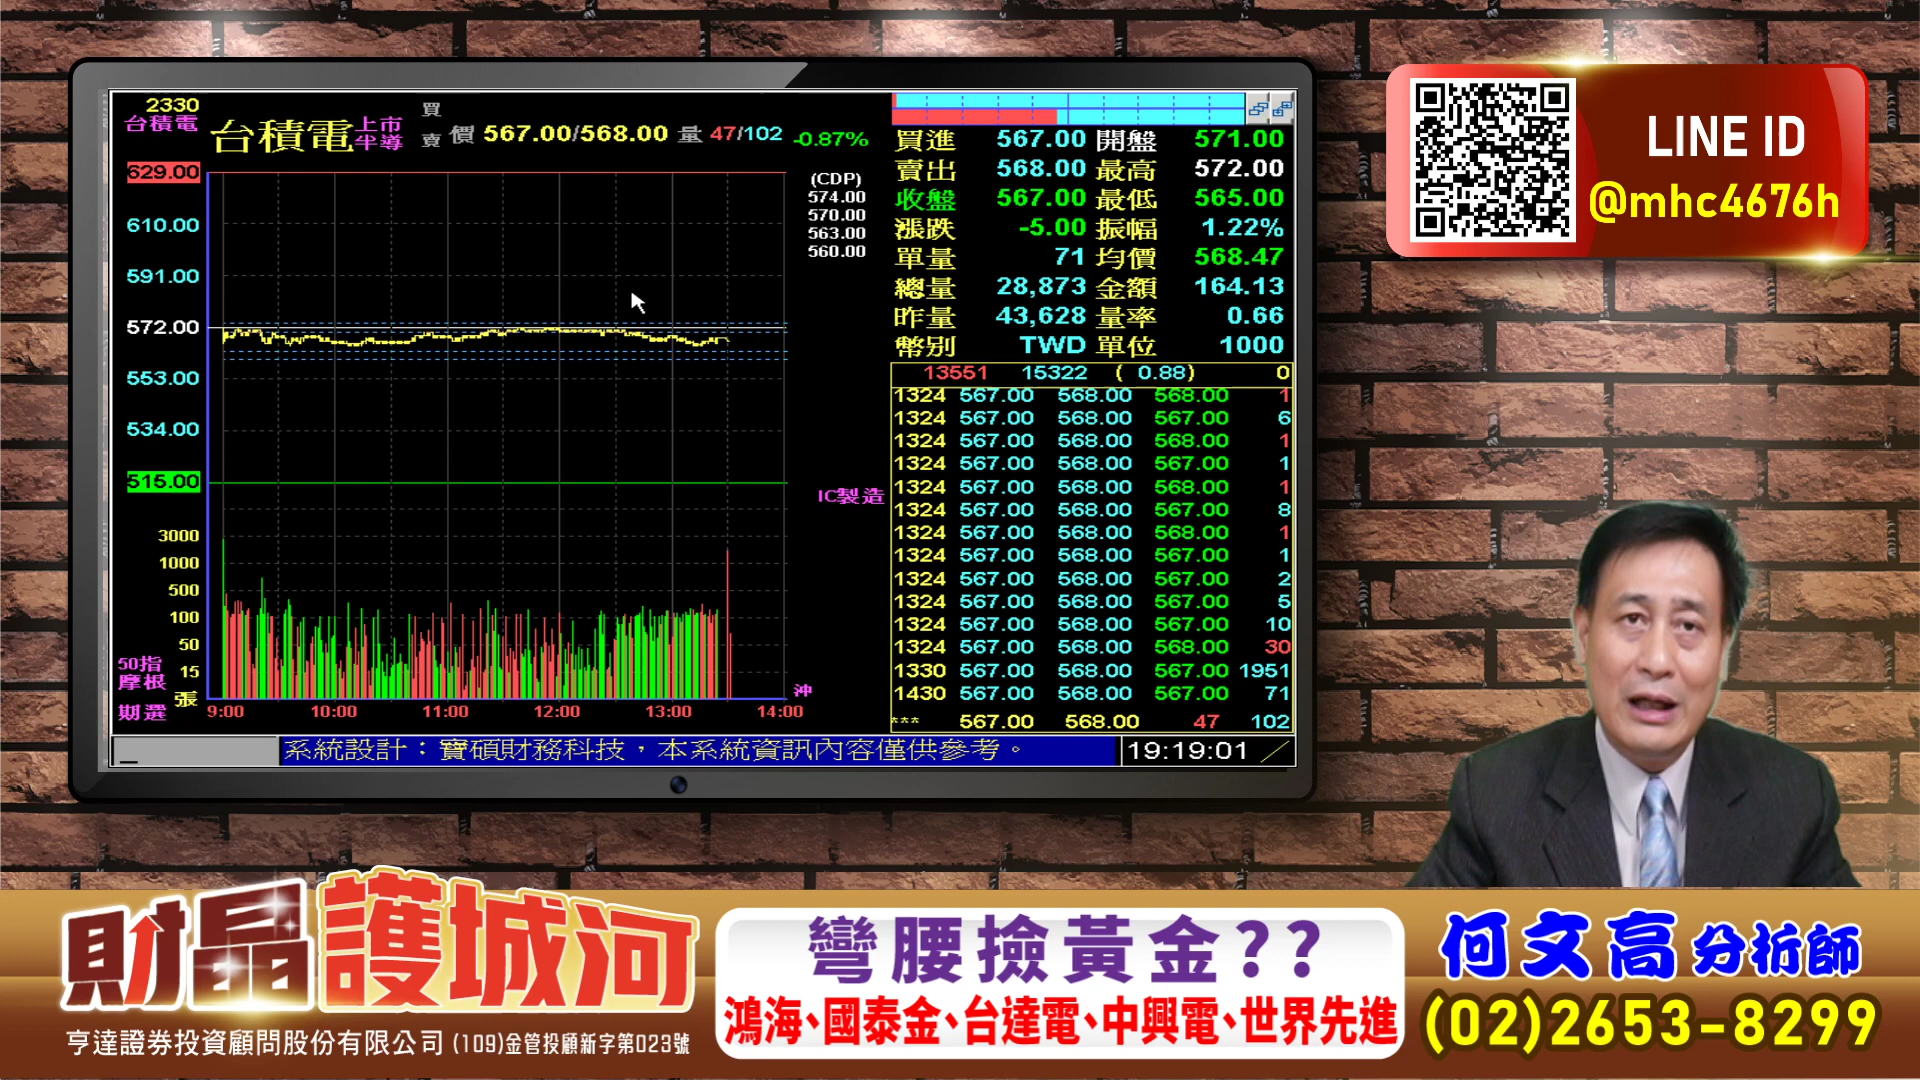 2330
台積電
台積電
上市
半導
買
賣
價 567.00/568.00 量 47/102 -0.87%
629.00
610.00
591.00
572.00
553.00
534.00
515.00
3000
1000
500
100
50
15
張
50指
摩根
期選
9:00 10:00 11:00 12:00 13:00 14:00
沖
(CDP)
574.00
570.00
563.00
560.00
IC製造
買進 567.00 開盤 571.00
賣出 568.00 最高 572.00
收盤 567.00 最低 565.00
漲跌 -5.00 振幅 1.22%
單量 71 均價 568.47
總量 28,873 金額 164.13
昨量 43,628 量率 0.66
幣別 TWD 單位 1000
13551 15322 ( 0.88) 0
1324 567.00 568.00 568.00 1
1324 567.00 568.00 567.00 6
1324 567.00 568.00 568.00 1
1324 567.00 568.00 567.00 1
1324 567.00 568.00 568.00 1
1324 567.00 568.00 567.00 8
1324 567.00 568.00 568.00 1
1324 567.00 568.00 567.00 1
1324 567.00 568.00 567.00 2
1324 567.00 568.00 567.00 5
1324 567.00 568.00 567.00 10
1324 567.00 568.00 568.00 30
1330 567.00 568.00 567.00 1951
1430 567.00 568.00 567.00 71
*** 567.00 568.00 47 102
系統設計：寶碩財務科技，本系統資訊內容僅供參考。
19:19:01
LINE ID
@mhc4676h
財晶護城河
亨達證券投資顧問股份有限公司 (109)金管投顧新字第023號
彎腰撿黃金??
鴻海、國泰金、台達電、中興電、世界先進
何文高 分析師
(02)2653-8299